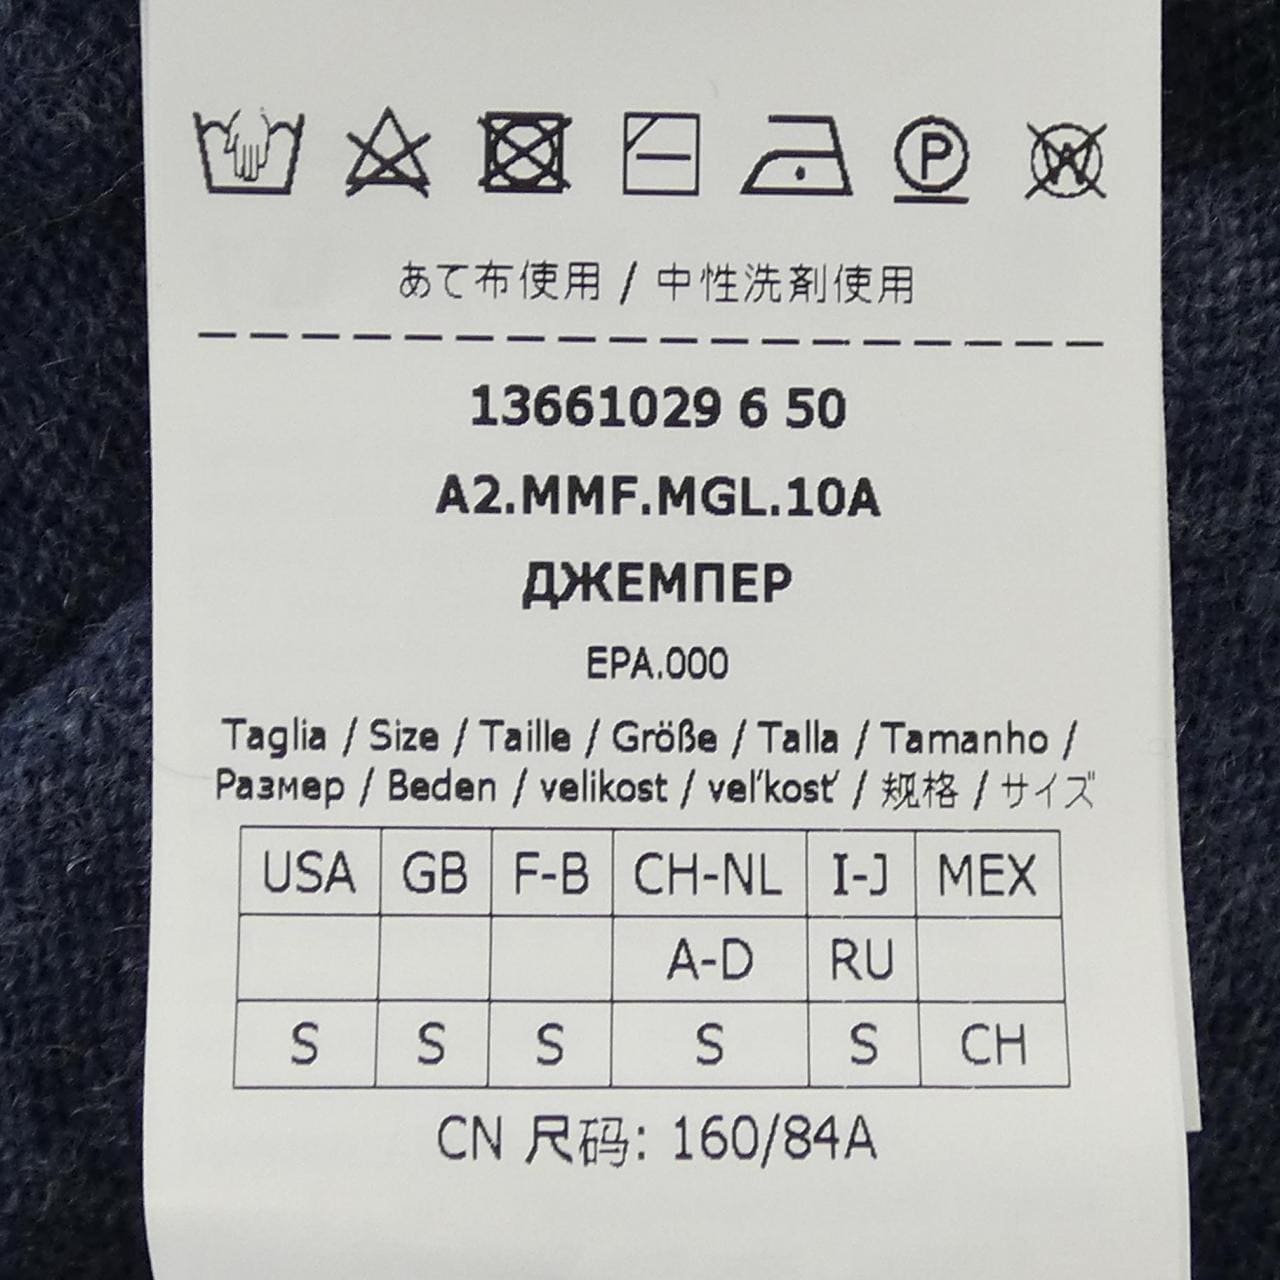 P W
あて布使用 / 中性洗剤使用
13661029 6 50
A2.MMF.MGL.10A
ДЖЕМПЕР
EPA.000
Taglia / Size / Taille / Größe / Talla / Tamanho /
Размер / Beden / velikost / veľkosť / 规格 / サイズ
USA GB F-B CH-NL I-J MEX
A-D RU
S S S S S CH
CN 尺码: 160/84A